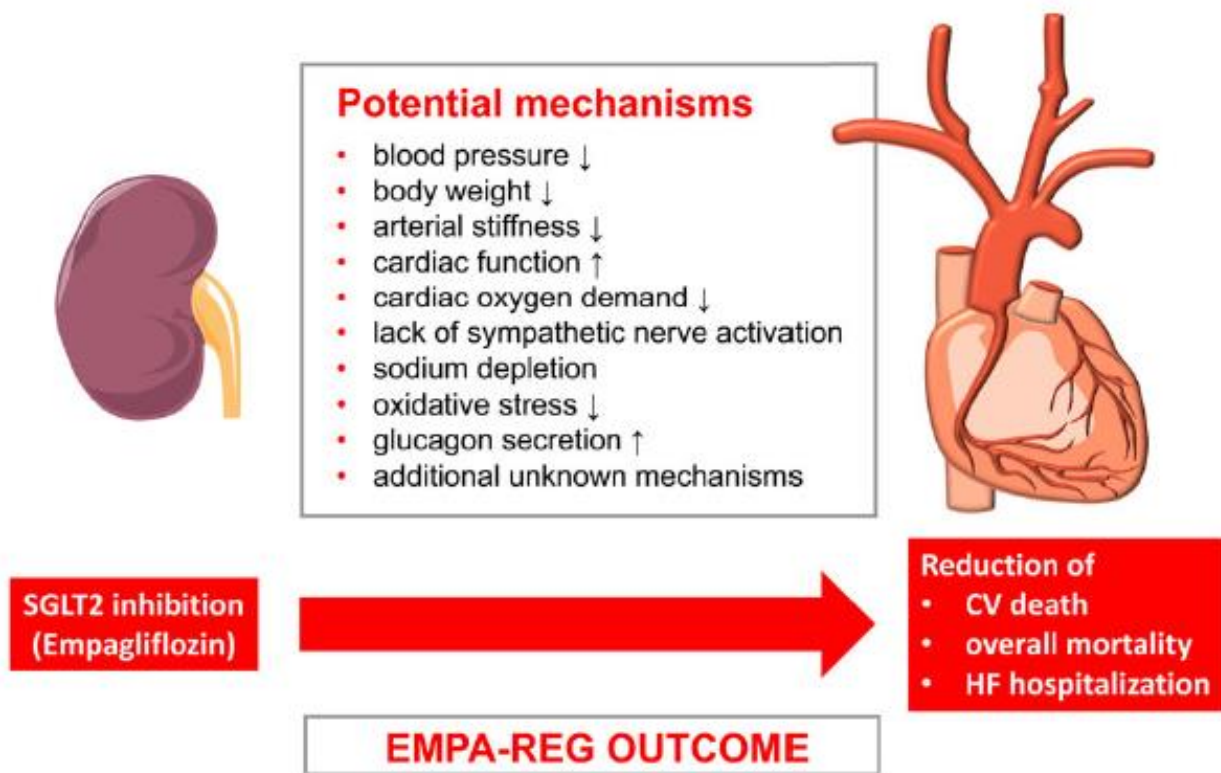 Potential mechanisms
• blood pressure ↓
• body weight ↓
• arterial stiffness ↓
• cardiac function ↑
• cardiac oxygen demand ↓
• lack of sympathetic nerve activation
• sodium depletion
• oxidative stress ↓
• glucagon secretion ↑
• additional unknown mechanisms
SGLT2 inhibition
(Empagliflozin)
Reduction of
• CV death
• overall mortality
• HF hospitalization
EMPA-REG OUTCOME